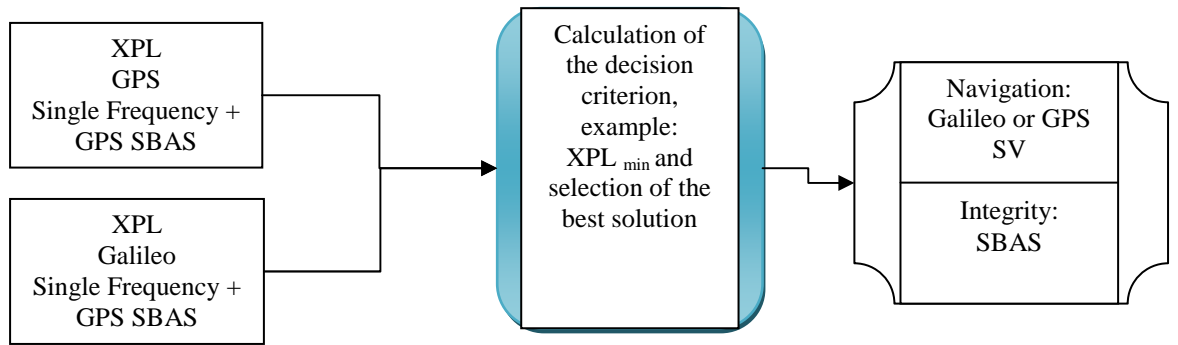 XPL
GPS
Single Frequency +
GPS SBAS
XPL
Galileo
Single Frequency +
GPS SBAS
Calculation of
the decision
criterion,
example:
XPL min and
selection of the
best solution
Navigation:
Galileo or GPS
SV
Integrity:
SBAS